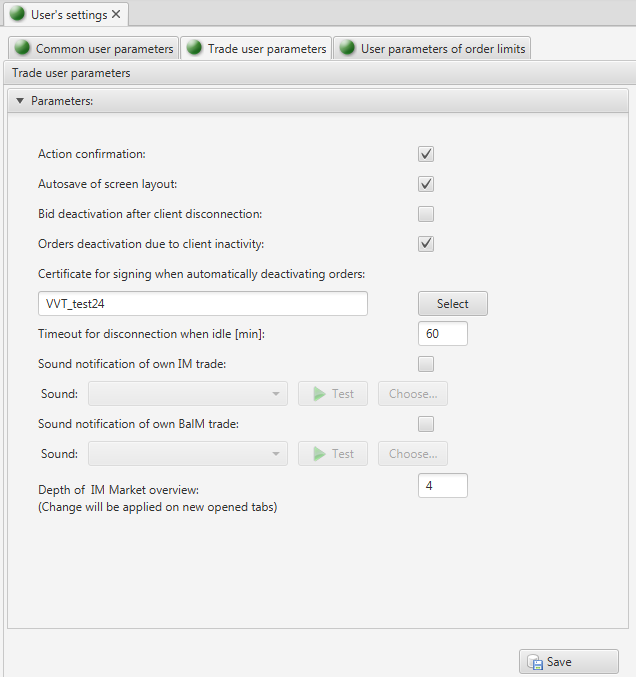 User's settings
Common user parameters
Trade user parameters
User parameters of order limits
Trade user parameters
Parameters:
Action confirmation:
Autosave of screen layout:
Bid deactivation after client disconnection:
Orders deactivation due to client inactivity:
Certificate for signing when automatically deactivating orders:
VVT_test24 Select
Timeout for disconnection when idle [min]: 60
Sound notification of own IM trade:
Sound: Test Choose...
Sound notification of own BalM trade:
Sound: Test Choose...
Depth of IM Market overview: 4
(Change will be applied on new opened tabs)
Save